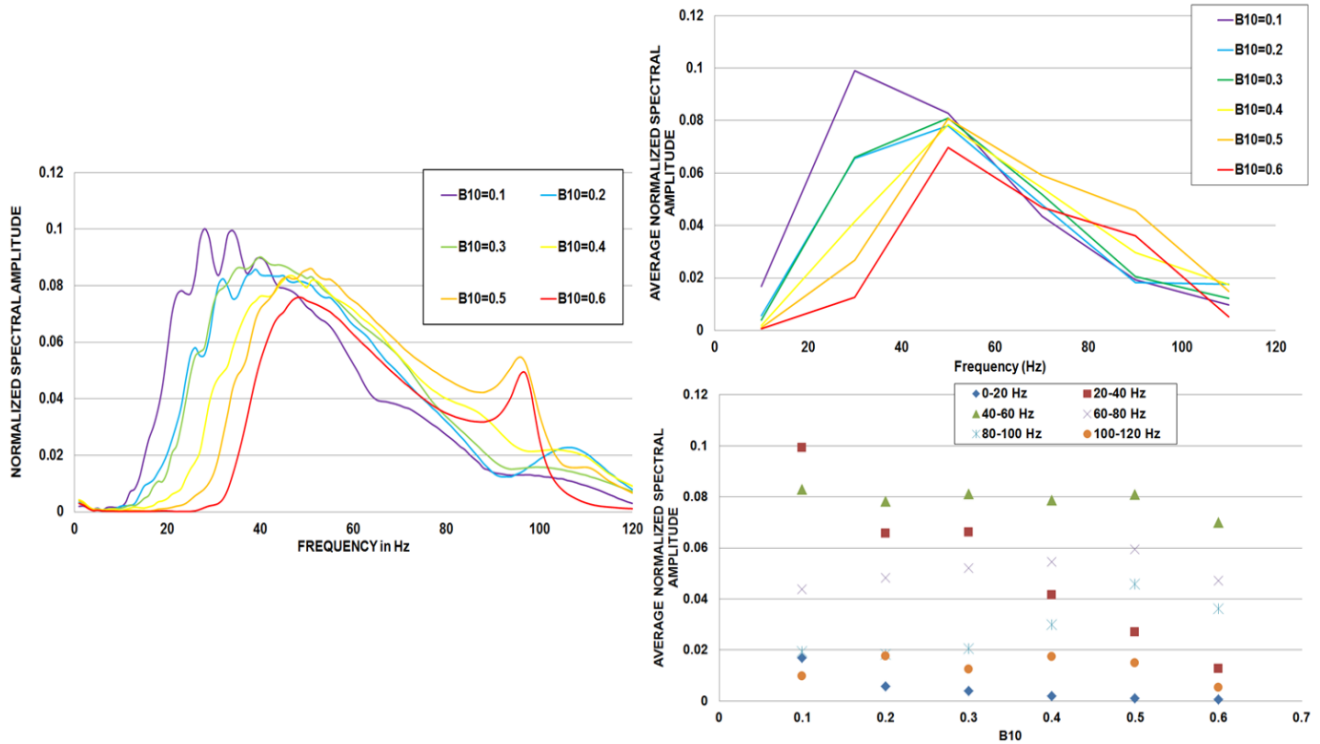 0.12
0.1
0.08
0.06
0.04
0.02
0
NORMALIZED SPECTRAL AMPLITUDE
B10=0.1 B10=0.2
B10=0.3 B10=0.4
B10=0.5 B10=0.6
0 20 40 60 80 100 120
FREQUENCY in Hz
0.12
0.1
0.08
0.06
0.04
0.02
0
AVERAGE NORMALIZED SPECTRAL
AMPLITUDE
B10=0.1
B10=0.2
B10=0.3
B10=0.4
B10=0.5
B10=0.6
0 20 40 60 80 100 120
Frequency (Hz)
0.12
0.1
0.08
0.06
0.04
0.02
0
AVERAGE NORMALIZED SPECTRAL
AMPLITUDE
0-20 Hz 20-40 Hz
40-60 Hz 60-80 Hz
80-100 Hz 100-120 Hz
0 0.1 0.2 0.3 0.4 0.5 0.6 0.7
B10